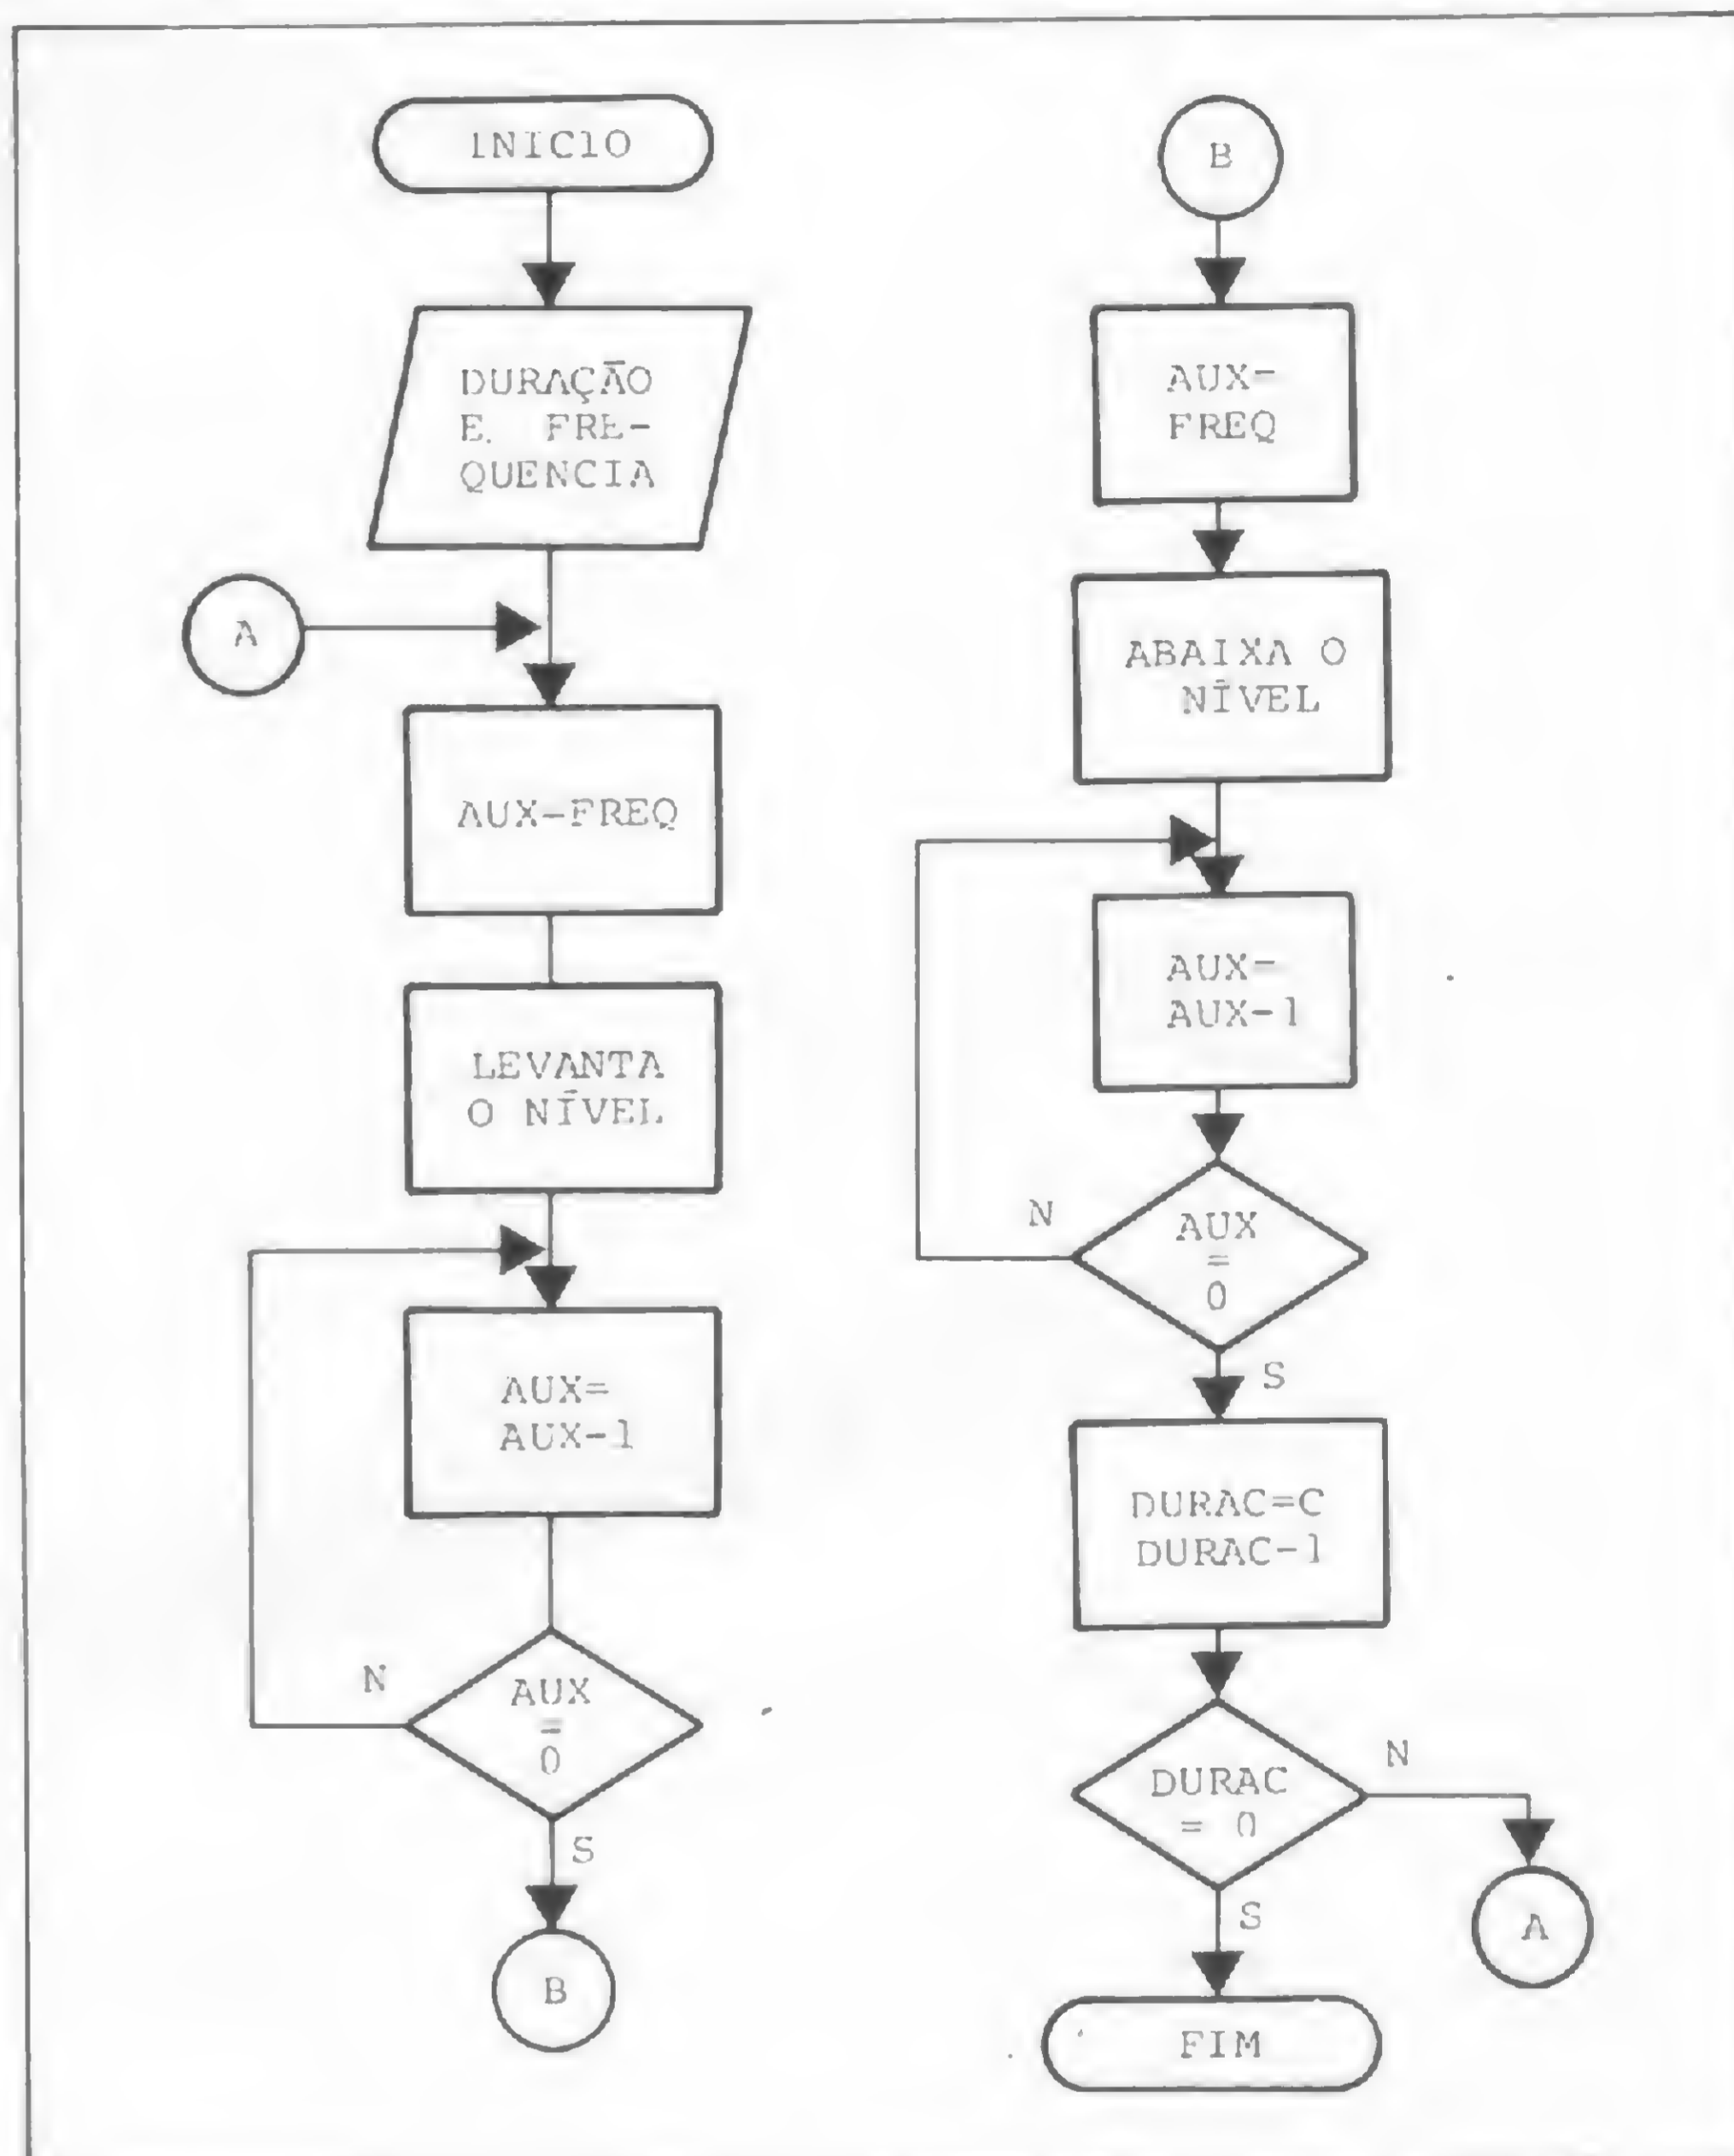 INICIO
DURAÇÃO
E FRE-
QUENCIA
A
AUX-FREQ
LEVANTA
O NÍVEL
AUX=
AUX-1
N
AUX
=
0
S
B
B
AUX-
FREQ
ABAIXA O
NÍVEL
AUX-
AUX-1
N
AUX
=
0
S
DURAC=C
DURAC-1
DURAC
= 0
N
A
S
FIM